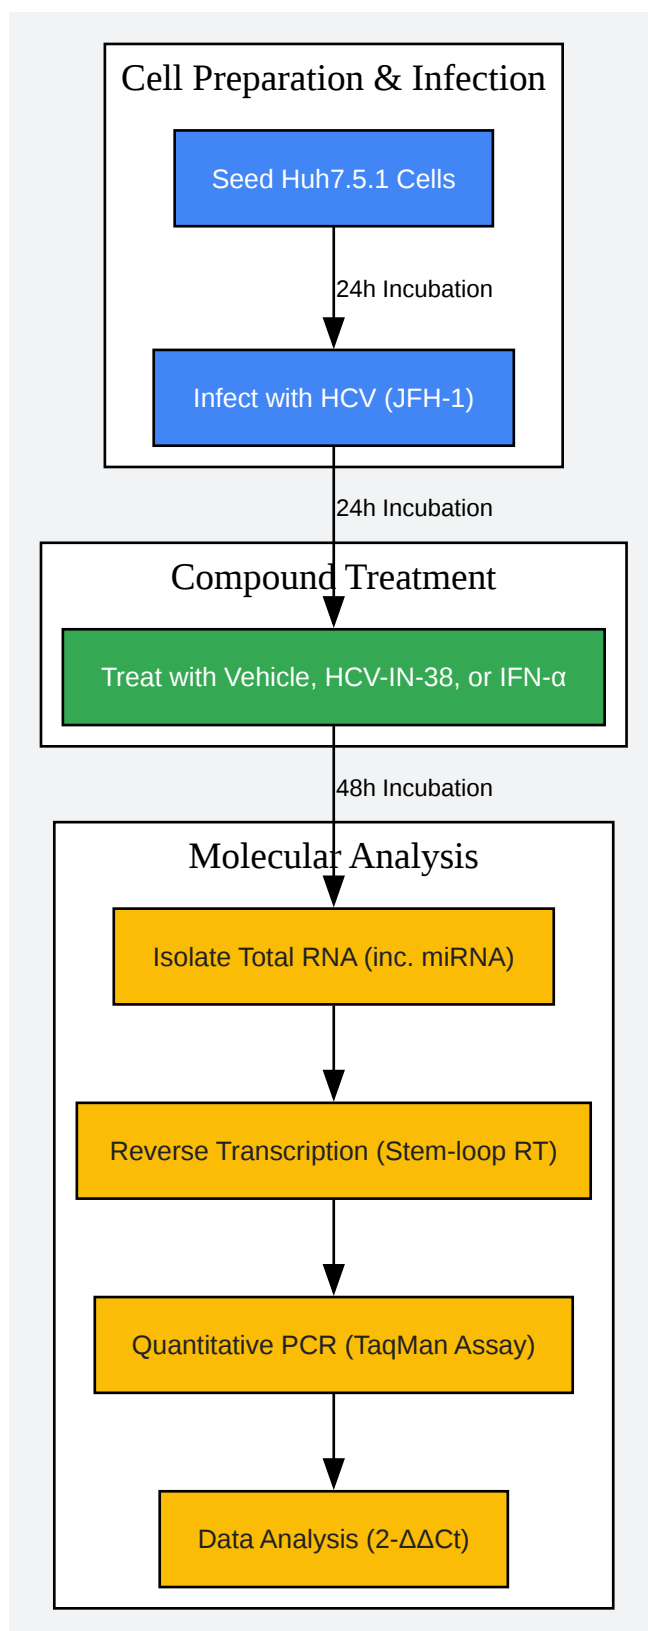 Cell Preparation & Infection
Seed Huh7.5.1 Cells
24h Incubation
Infect with HCV (JFH-1)
24h Incubation
Compound Treatment
Treat with Vehicle, HCV-IN-38, or IFN-α
48h Incubation
Molecular Analysis
Isolate Total RNA (inc. miRNA)
Reverse Transcription (Stem-loop RT)
Quantitative PCR (TaqMan Assay)
Data Analysis (2-ΔΔCt)